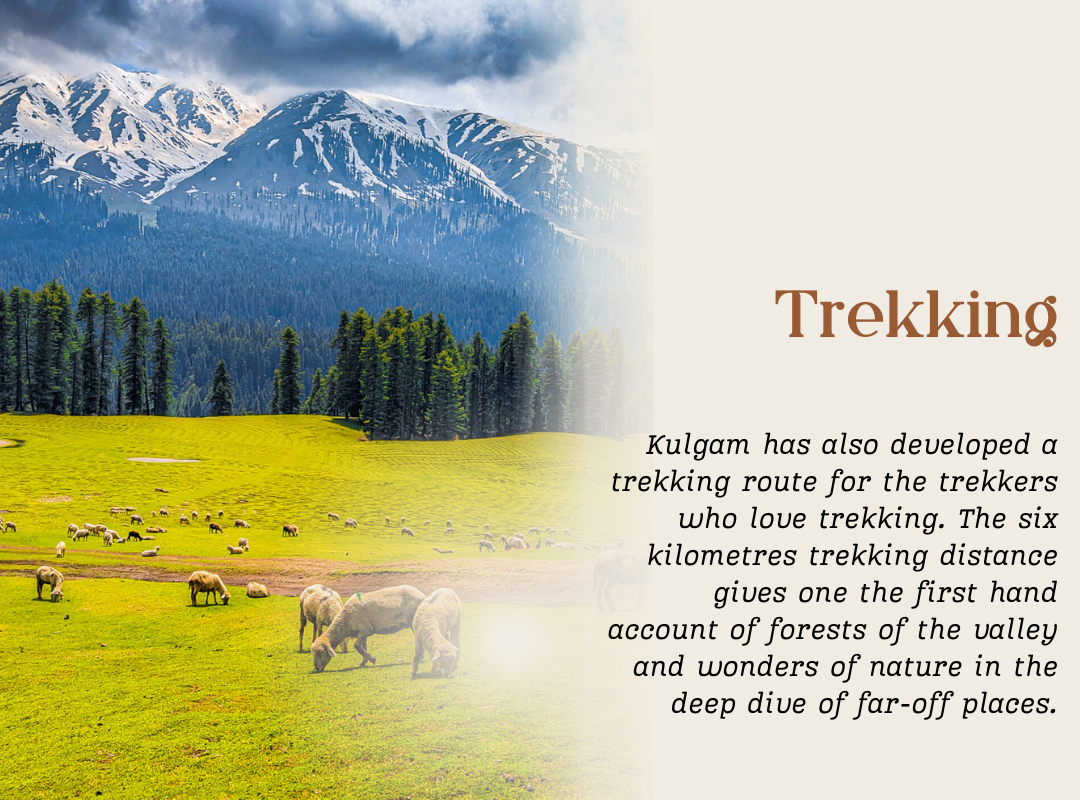 Trekking
Kulgam has also developed a
trekking route for the trekkers
who love trekking. The six
kilometres trekking distance
gives one the first hand
account of forests of the valley
and wonders of nature in the
deep dive of far-off places.